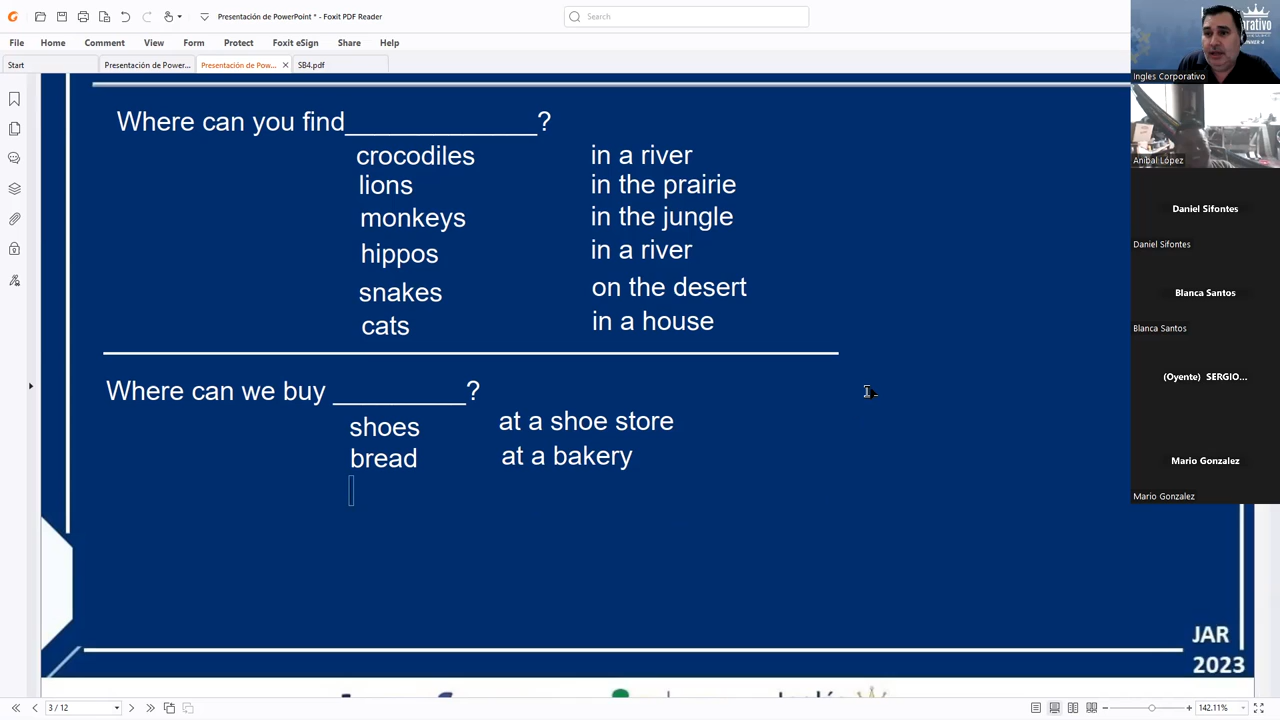 Presentación de PowerPoint * - Foxit PDF Reader
Search
File Home Comment View Form Protect Foxit eSign Share Help
Start Presentación de Power... Presentación de Pow... SB4.pdf
Where can you find_____________?
crocodiles in a river
lions in the prairie
monkeys in the jungle
hippos in a river
snakes on the desert
cats in a house
Where can we buy _________?
shoes at a shoe store
bread at a bakery
JAR
2023
Ingles Corporativo
Anibal Lopez
Daniel Sifontes
Daniel Sifontes
Blanca Santos
Blanca Santos
(Oyente) SERGIO...
Mario Gonzalez
Mario Gonzalez
3 / 12
142.11%